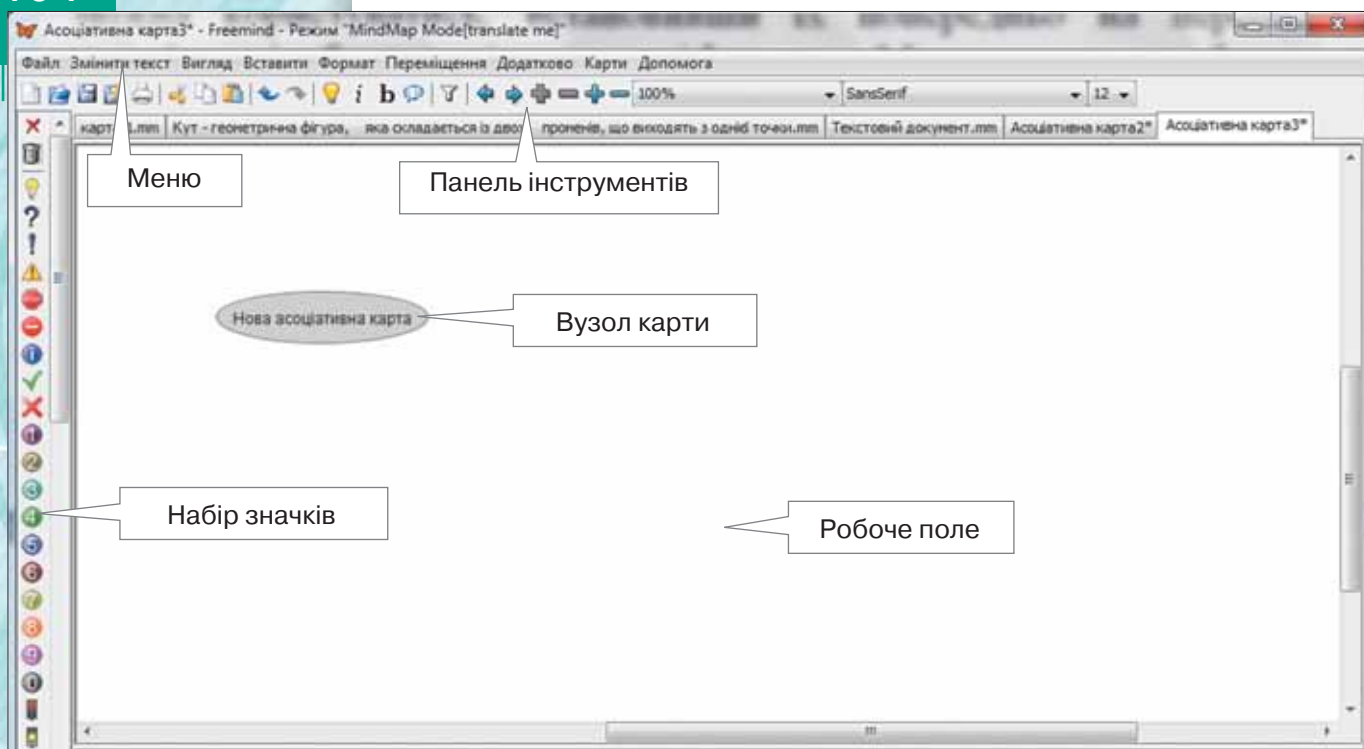 Асоціативна карта3* - Freemind - Режим "MindMap Mode[translate me]"
Файл Змінити текст Вигляд Вставити Формат Переміщення Додатково Карти Допомога
100% SansSerif 12
Кут - геометрична фігура, яка складається із променів, що виходять з однієї точки.mm Текстовий документ.mm Асоціативна карта2* Асоціативна карта3*
Меню
Панель інструментів
Нова асоціативна карта
Вузол карти
Набір значків
Робоче поле